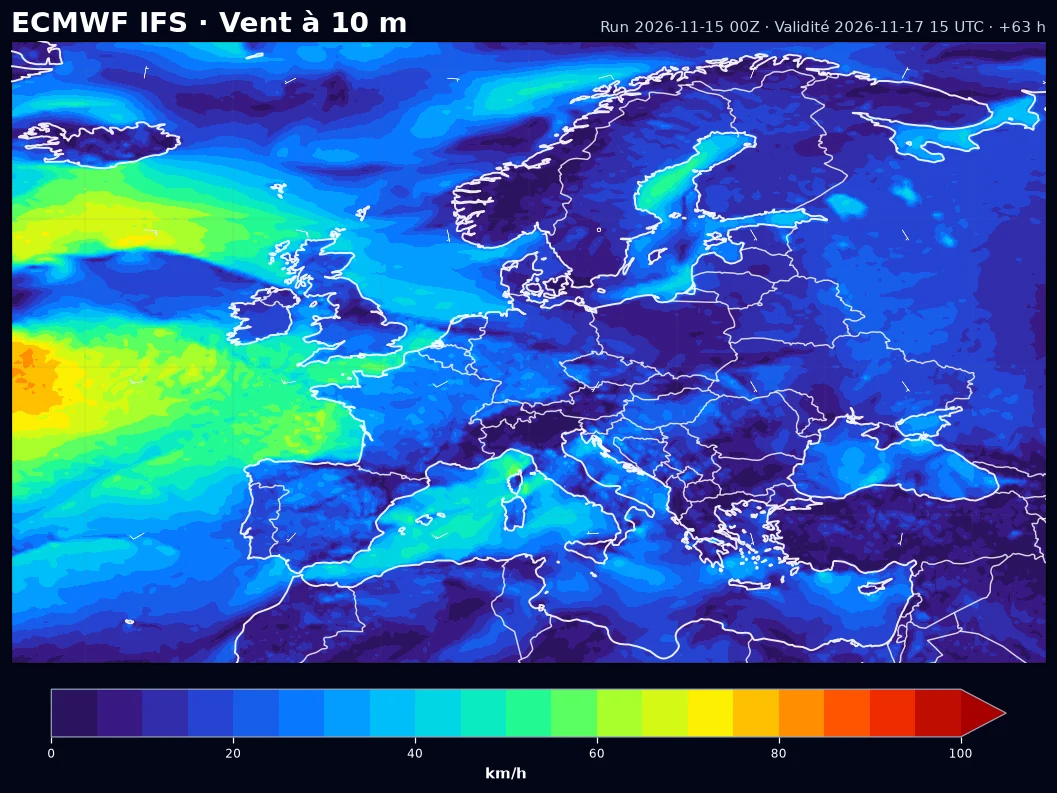 ECMWF IFS · Vent à 10 m
Run 2026-11-15 00Z · Validité 2026-11-17 15 UTC · +63 h
0 20 40 60 80 100
km/h